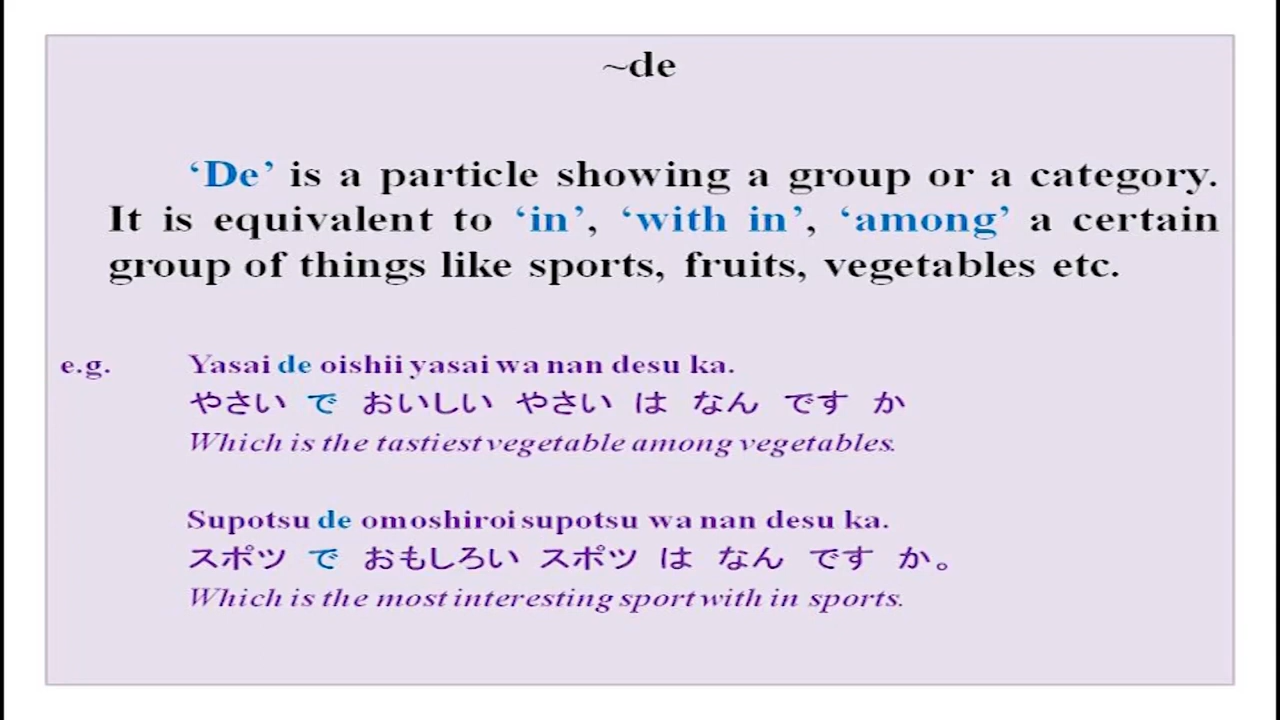 ~de
‘De’ is a particle showing a group or a category.
It is equivalent to ‘in’, ‘with in’, ‘among’ a certain
group of things like sports, fruits, vegetables etc.
e.g. Yasai de oishii yasai wa nan desu ka.
やさい で おいしい やさい は なん です か
Which is the tastiest vegetable among vegetables.
Supotsu de omoshiroi supotsu wa nan desu ka.
スポツ で おもしろい スポツ は なん です か。
Which is the most interesting sport with in sports.